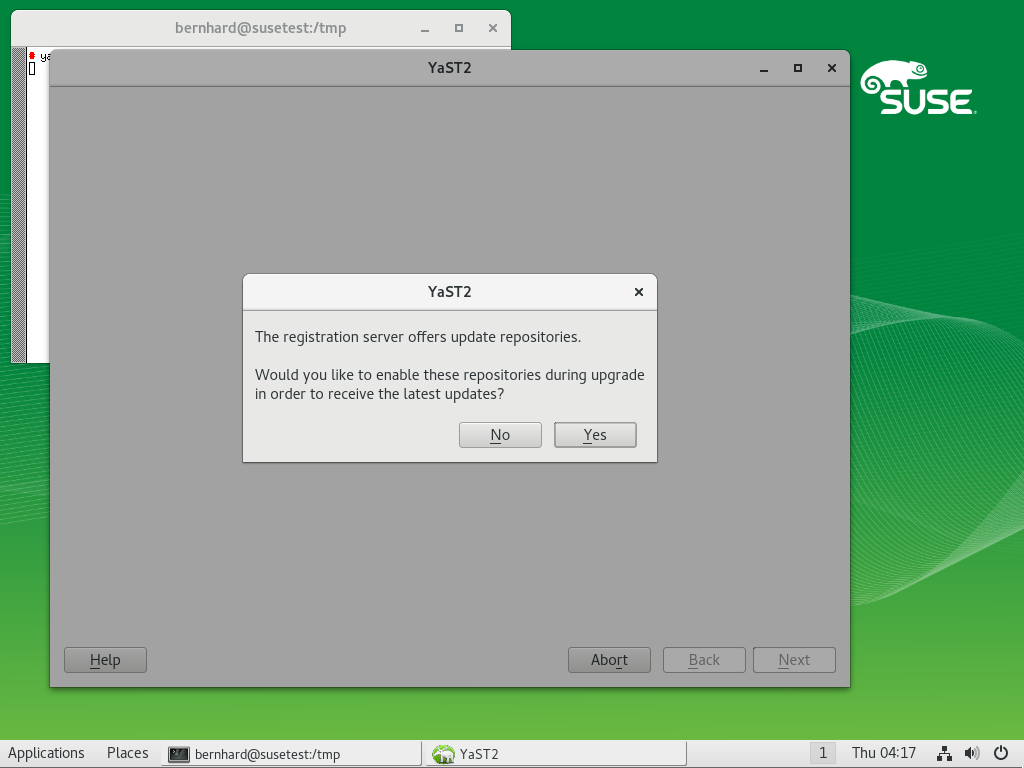 bernhard@susetest:/tmp
ya
YaST2
SUSE
YaST2
The registration server offers update repositories.
Would you like to enable these repositories during upgrade
in order to receive the latest updates?
No
Yes
Help
Abort
Back
Next
Applications
Places
bernhard@susetest:/tmp
YaST2
1
Thu 04:17